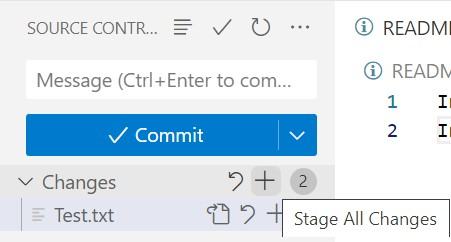 SOURCE CONTR...
Message (Ctrl+Enter to com...
Commit
Changes
2
Test.txt
Stage All Changes
README
READM
1 In
2 In